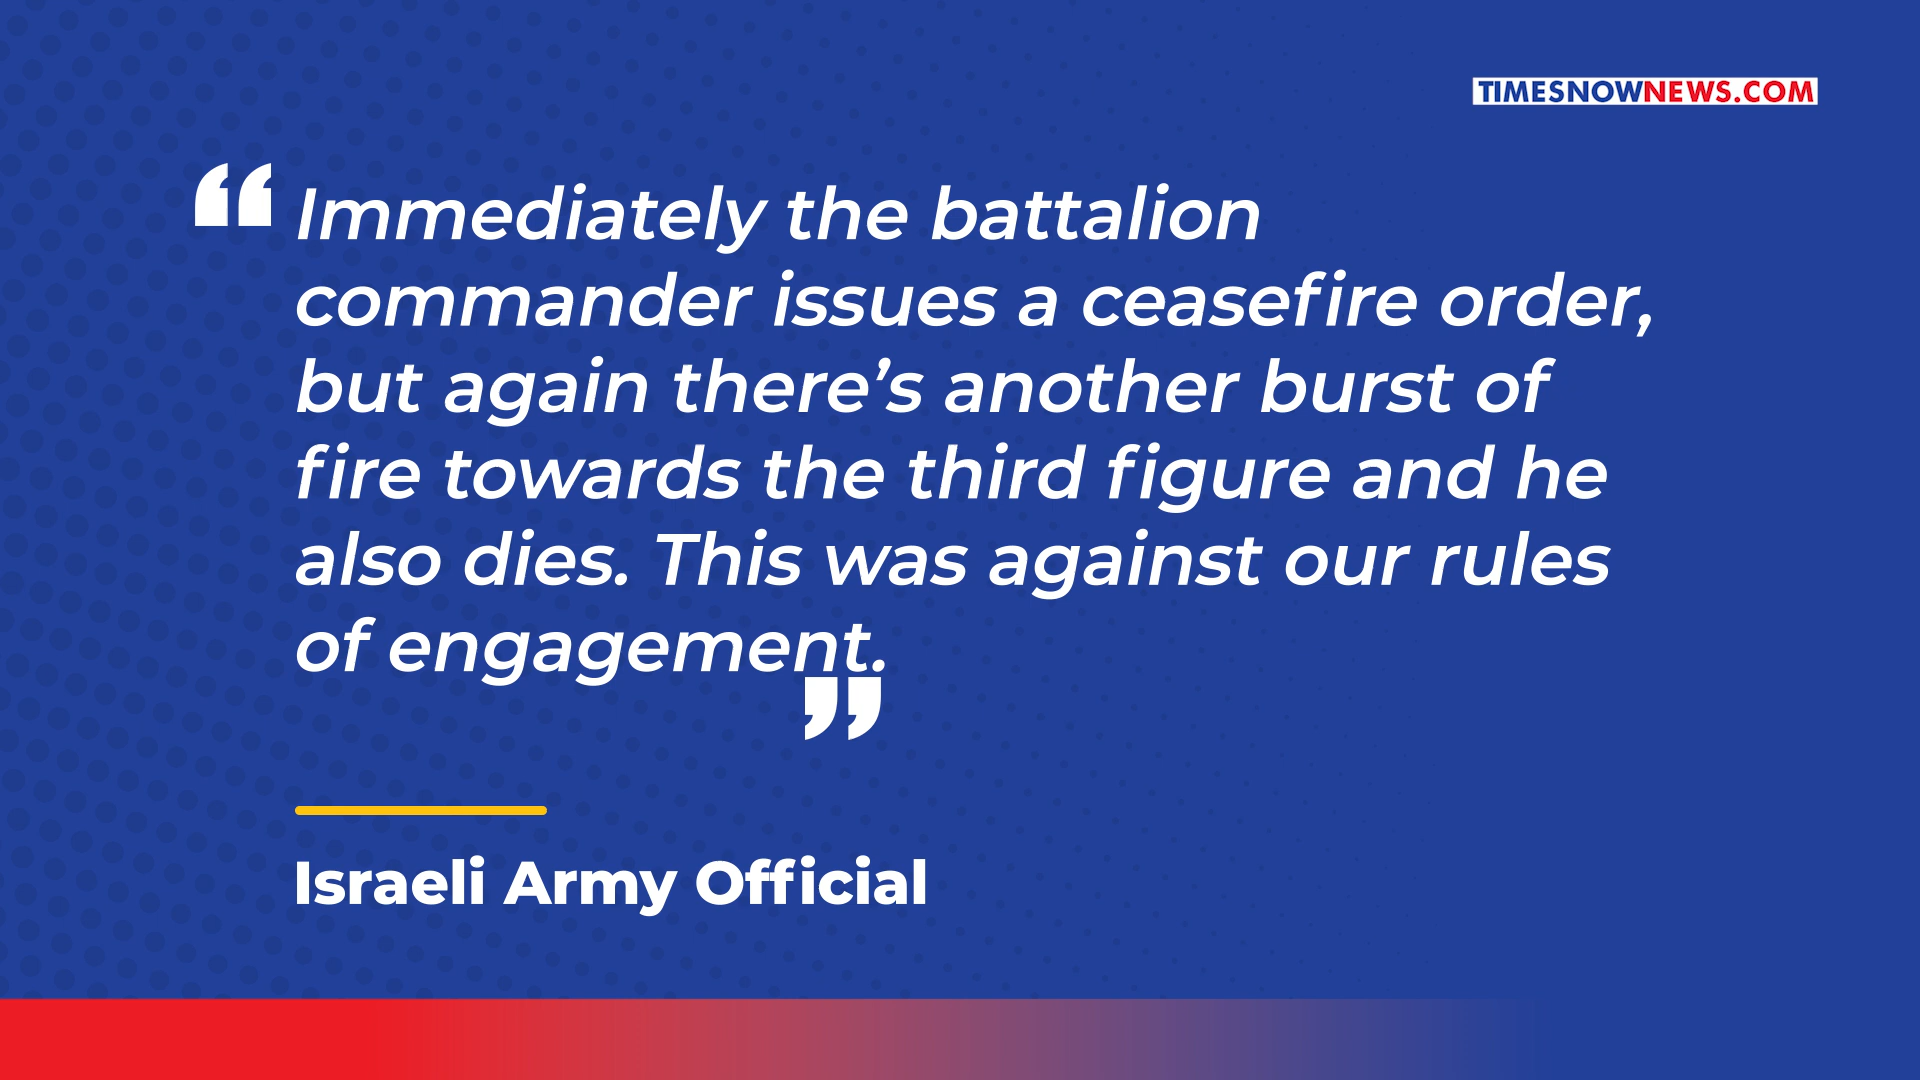 TIMESNOWNEWS.COM
“Immediately the battalion
commander issues a ceasefire order,
but again there’s another burst of
fire towards the third figure and he
also dies. This was against our rules
of engagement.”
Israeli Army Official